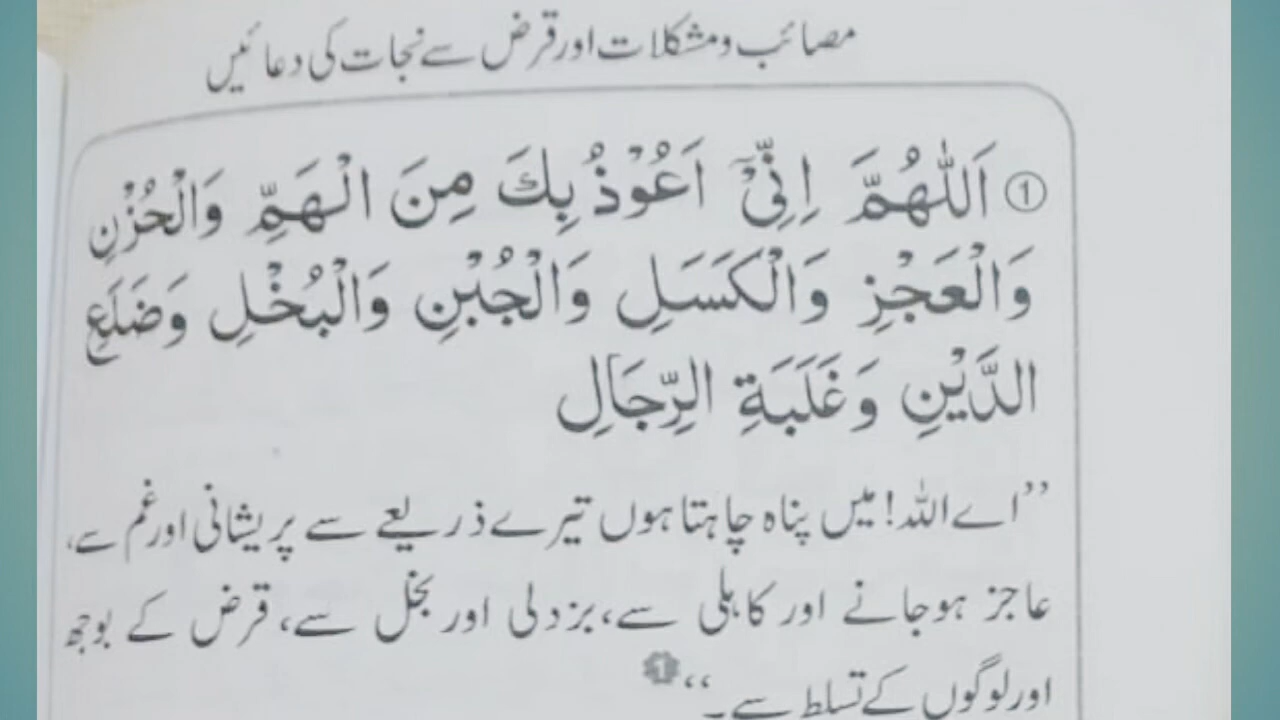 مصائب و مشکلات اور قرض سے نجات کی دعائیں
① اَللّٰهُمَّ اِنِّىْٓ اَعُوْذُ بِكَ مِنَ الْهَمِّ وَالْحُزْنِ
وَالْعَجْزِ وَالْكَسَلِ وَالْجُبْنِ وَالْبُخْلِ وَضَلَعِ
الدَّيْنِ وَغَلَبَةِ الرِّجَالِ
’’اے اللہ! میں پناہ چاہتا ہوں تیرے ذریعے سے پریشانی اور غم سے،
عاجز ہوجانے اور کاہلی سے، بزدلی اور بخل سے، قرض کے بوجھ
اور لوگوں کے تسلط سے۔‘‘ 1